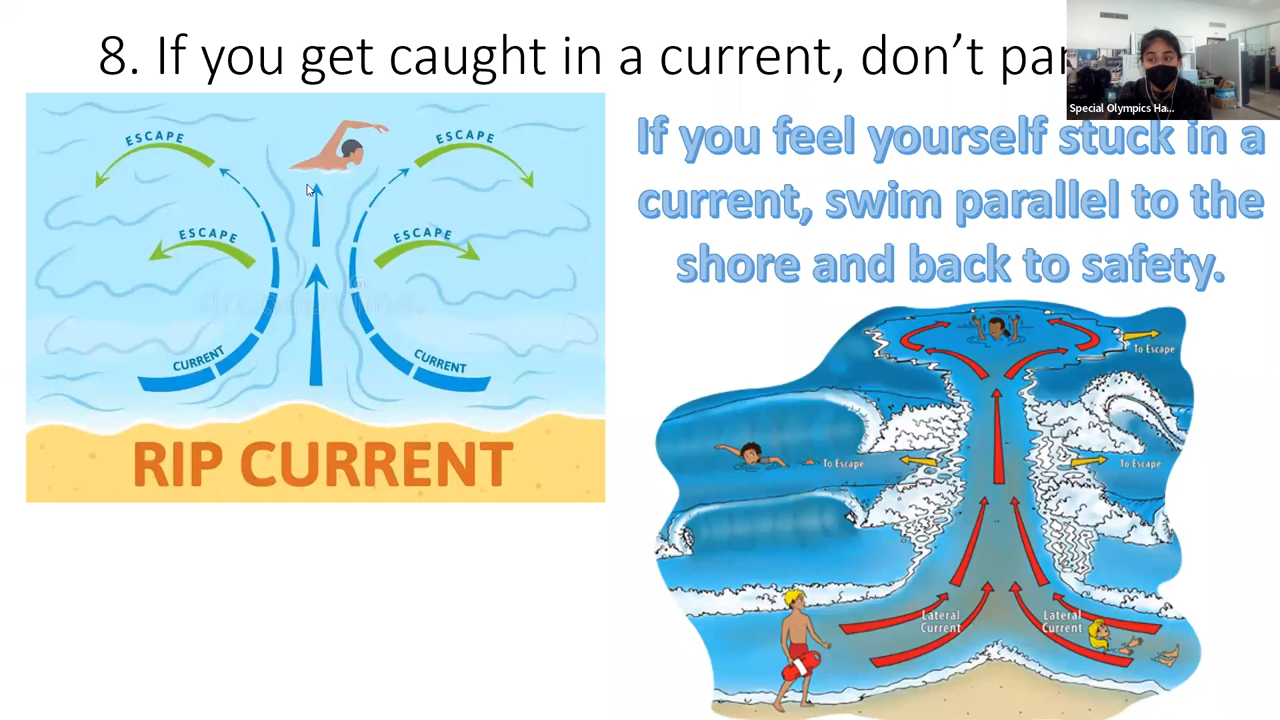 8. If you get caught in a current, don’t
Special Olympics Ha...
If you feel yourself stuck in a
current, swim parallel to the
shore and back to safety.
ESCAPE
ESCAPE
ESCAPE
ESCAPE
CURRENT
CURRENT
RIP CURRENT
To Escape
To Escape
To Escape
Lateral
Current
Lateral
Current